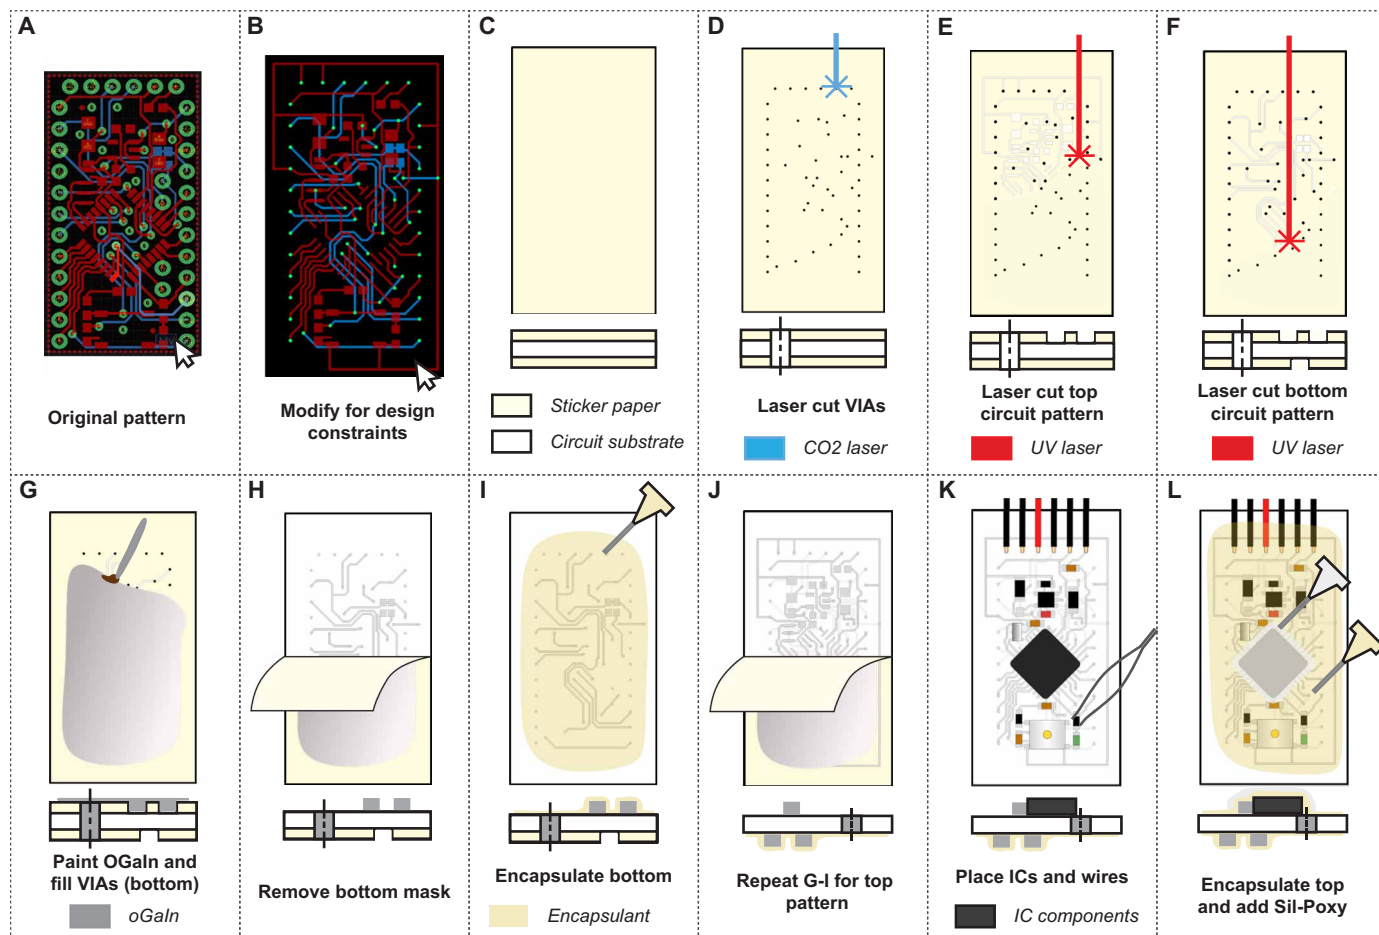 A
Original pattern
B
Modify for design
constraints
C
Sticker paper
Circuit substrate
D
Laser cut VIAs
CO2 laser
E
Laser cut top
circuit pattern
UV laser
F
Laser cut bottom
circuit pattern
UV laser
G
Paint OGaIn and
fill VIAs (bottom)
oGaIn
H
Remove bottom mask
I
Encapsulate bottom
Encapsulant
J
Repeat G-I for top
pattern
K
Place ICs and wires
IC components
L
Encapsulate top
and add Sil-Poxy